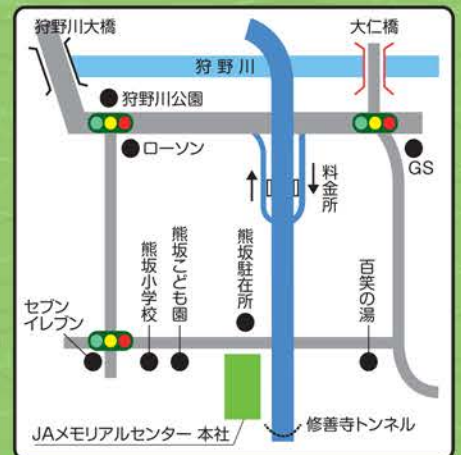 狩野川大橋
大仁橋
狩野川
狩野川公園
ローソン
GS
料金所
熊坂小学校
熊坂こども園
熊坂駐在所
百笑の湯
セブン
イレブン
JAメモリアルセンター 本社
修善寺トンネル